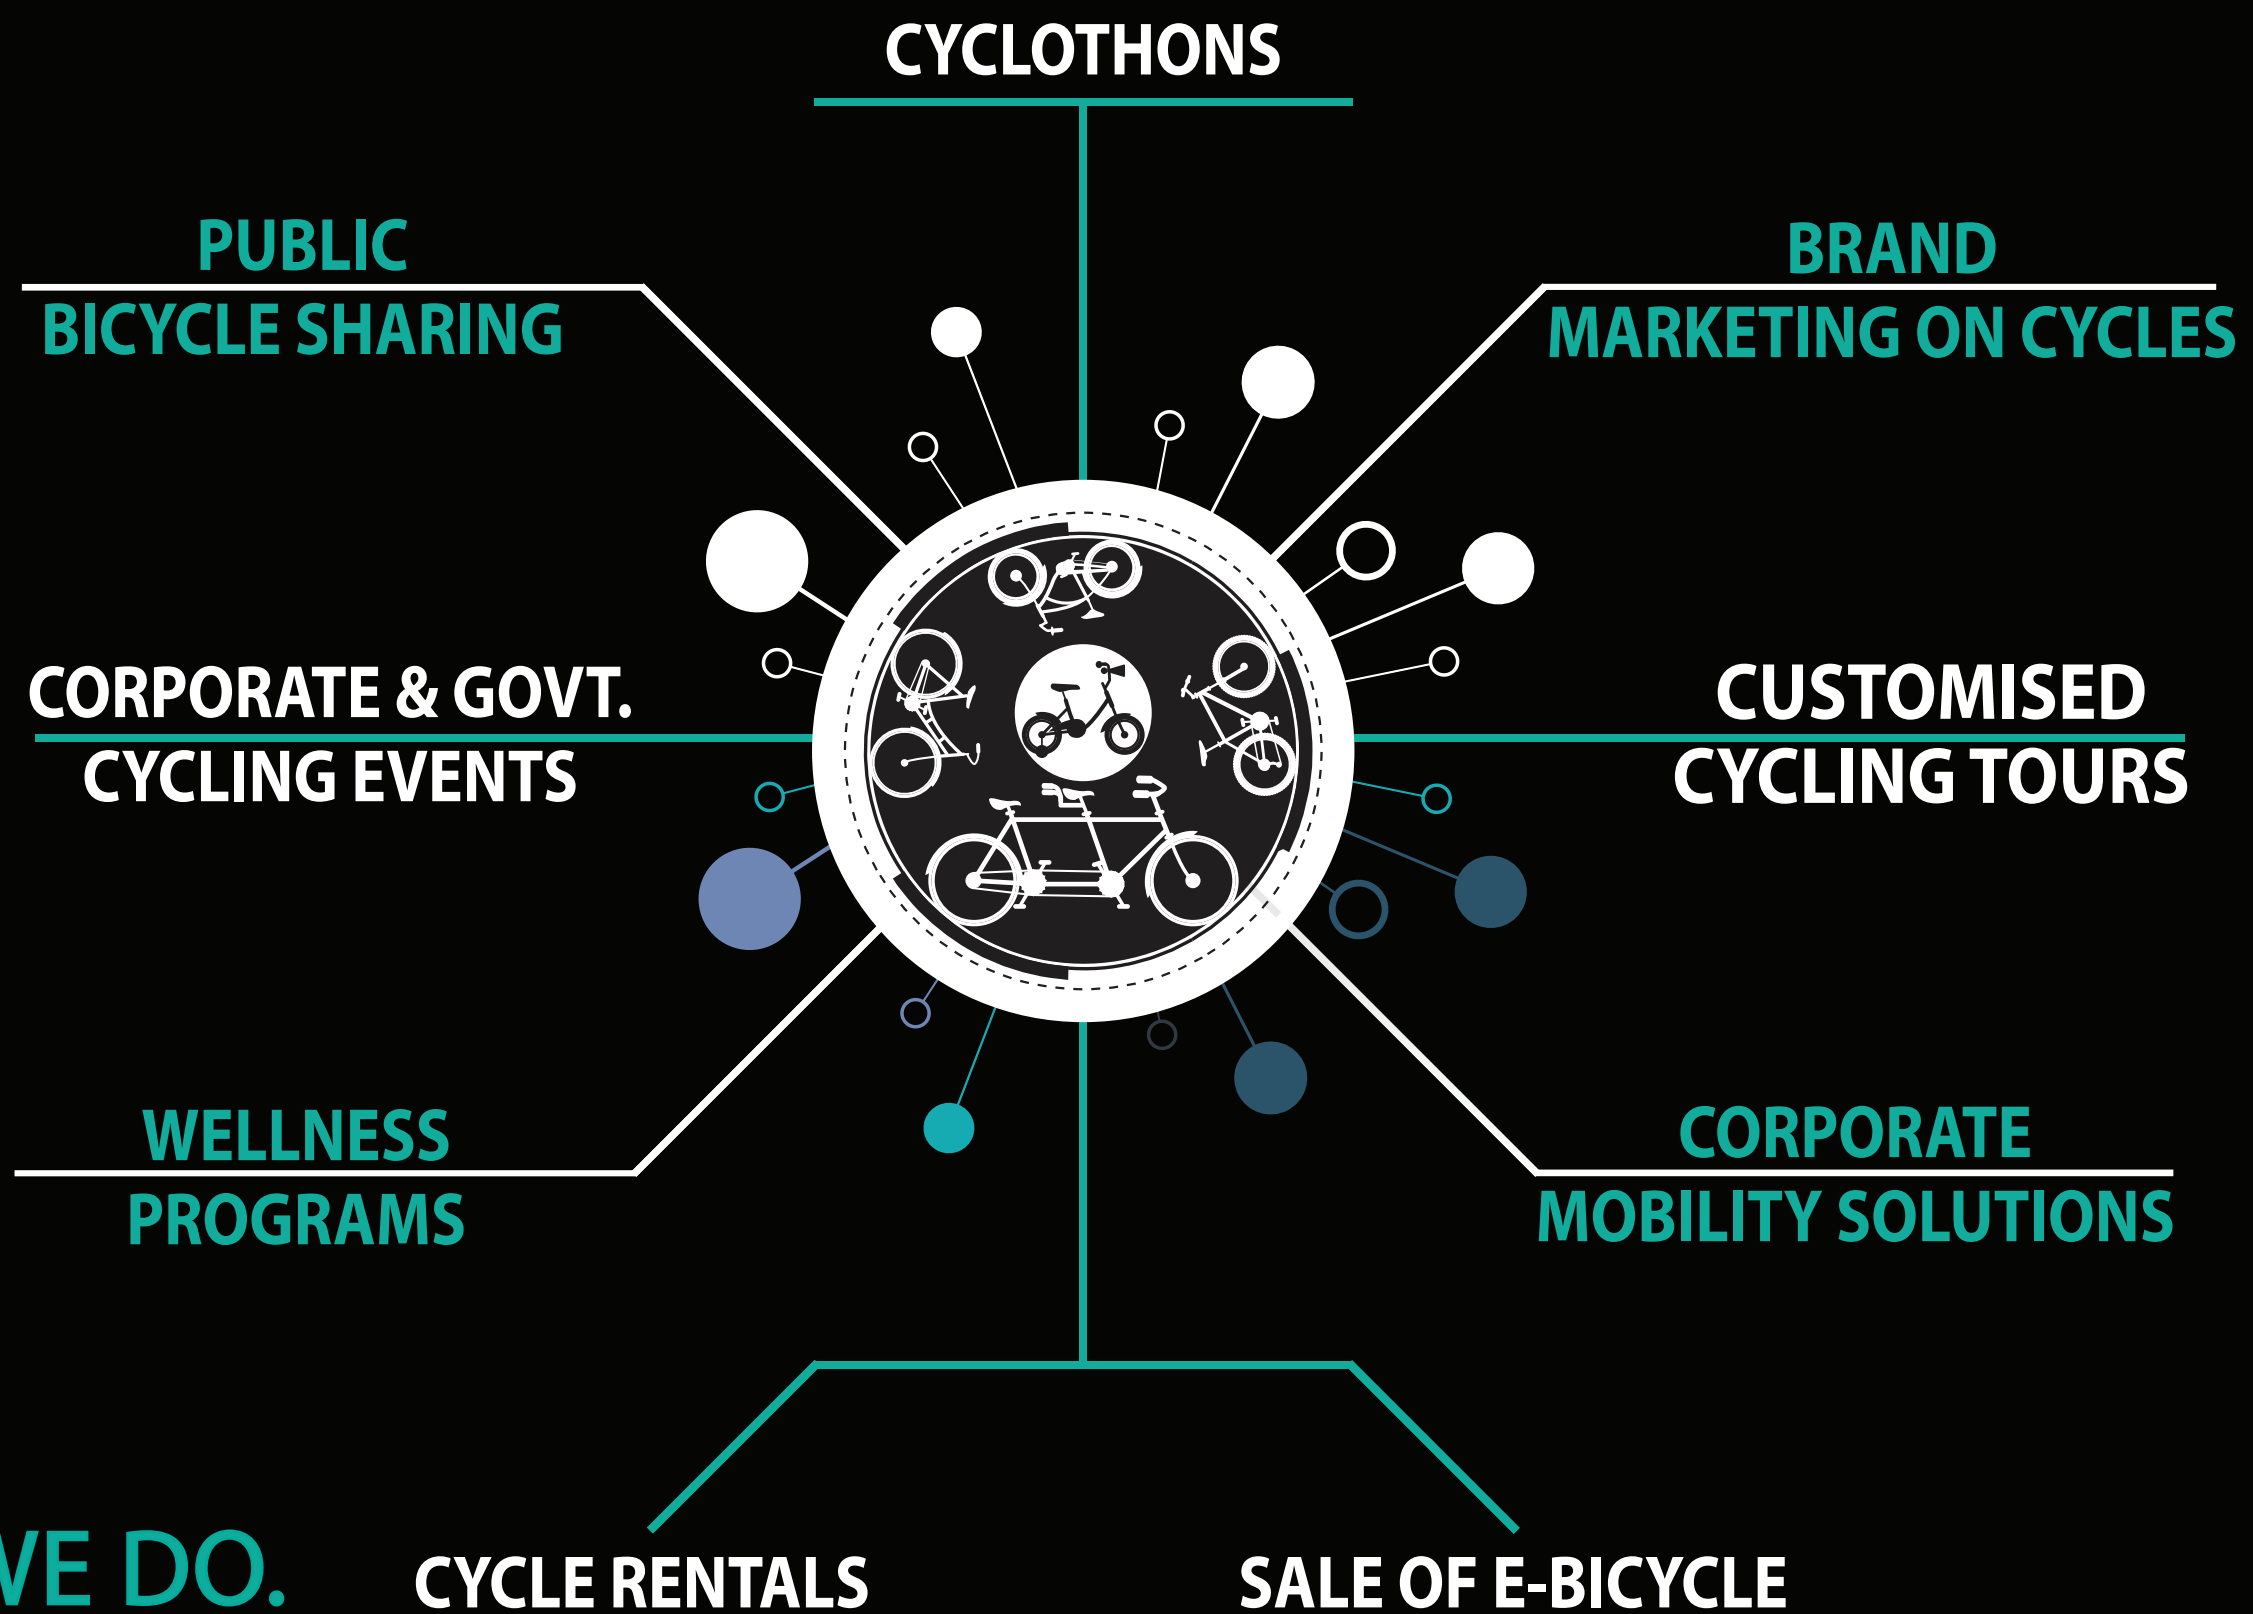 CYCLOTHONS
PUBLIC
BICYCLE SHARING
BRAND
MARKETING ON CYCLES
CORPORATE & GOVT.
CYCLING EVENTS
CUSTOMISED
CYCLING TOURS
WELLNESS
PROGRAMS
CORPORATE
MOBILITY SOLUTIONS
WE DO.
CYCLE RENTALS
SALE OF E-BICYCLE